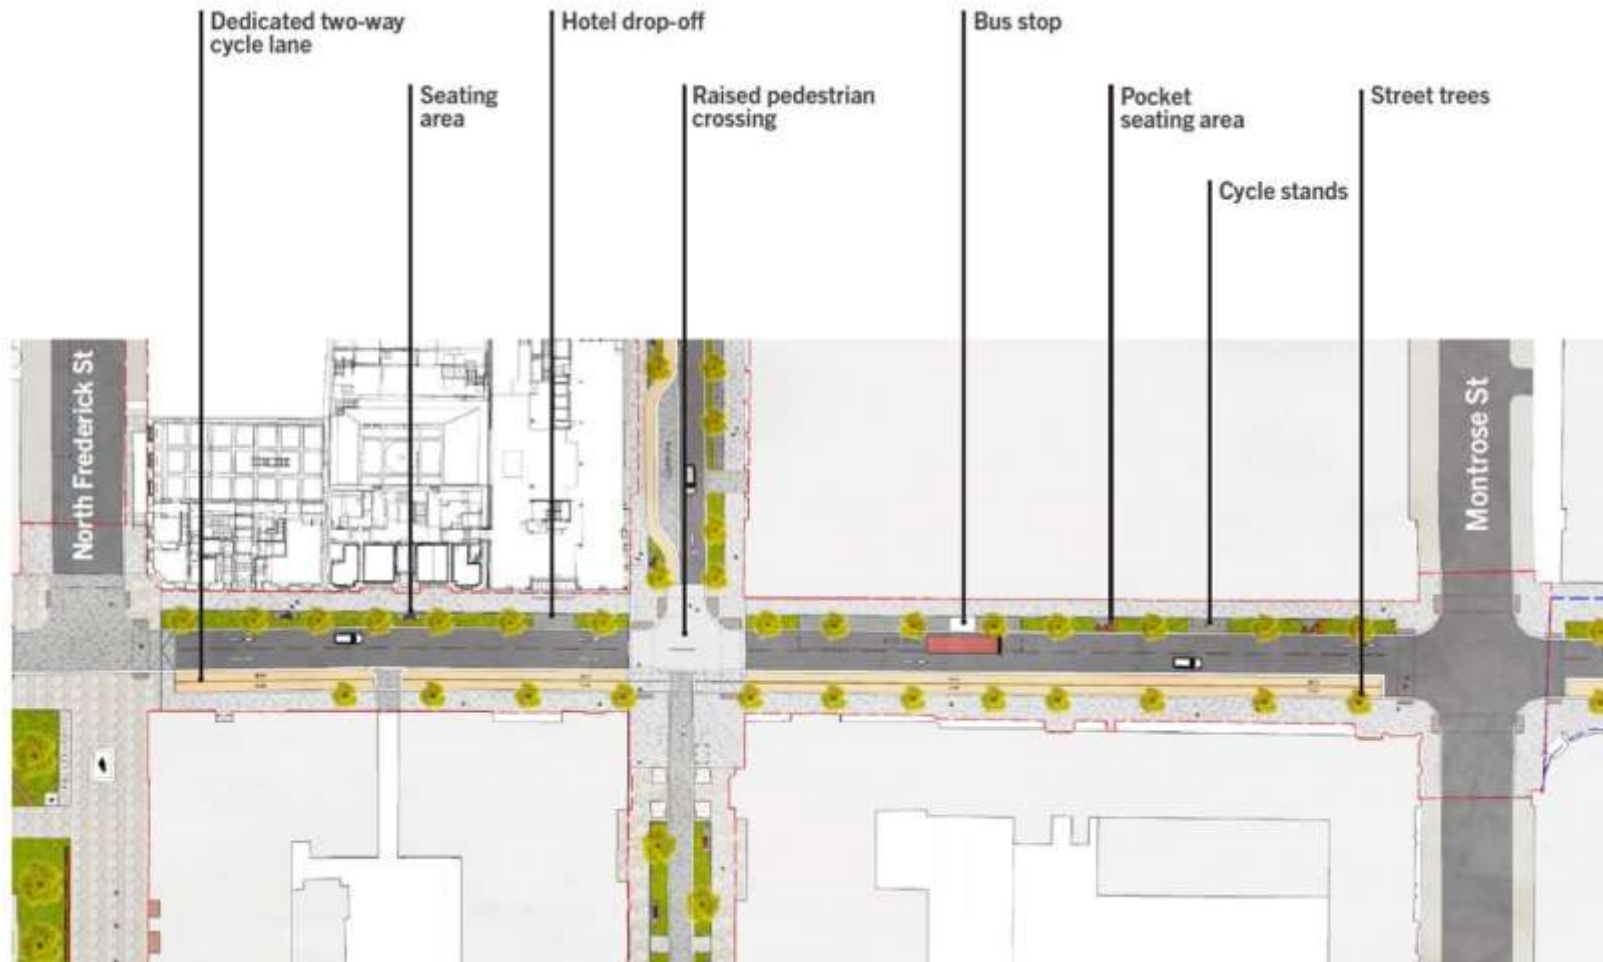 Dedicated two-way
cycle lane
Hotel drop-off
Bus stop
Seating
area
Raised pedestrian
crossing
Pocket
seating area
Street trees
Cycle stands
North Frederick St
Montrose St